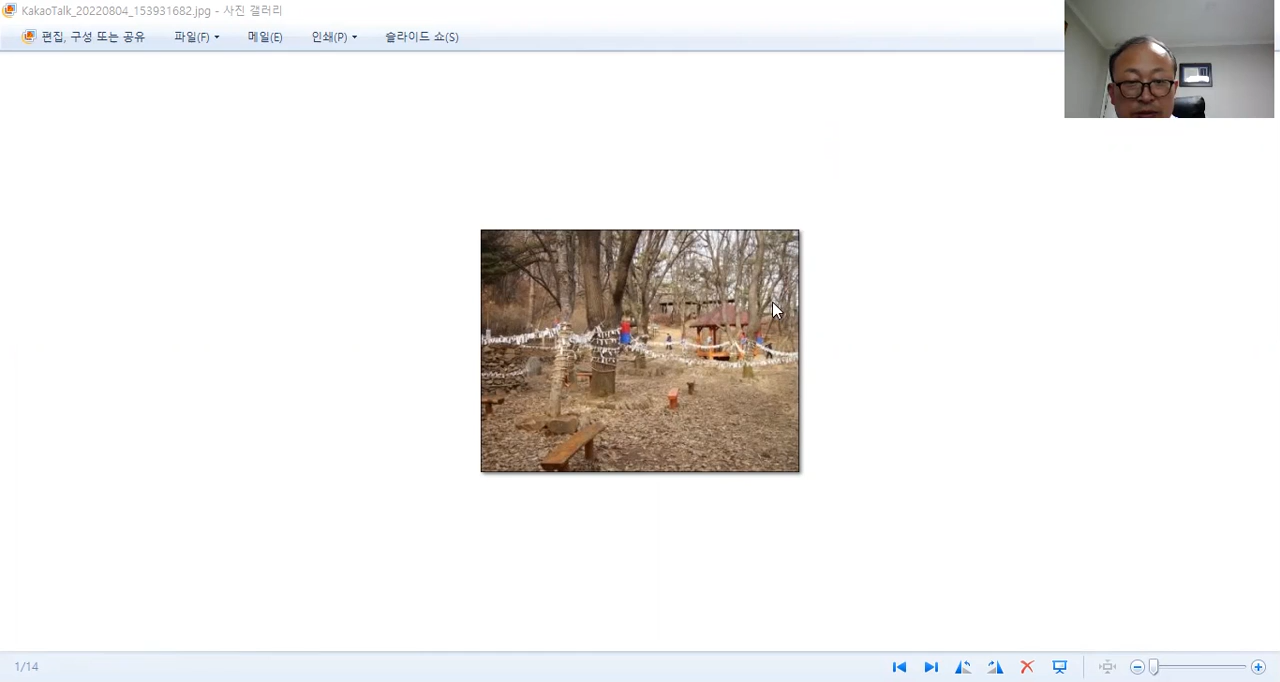 KakaoTalk_20220804_153931682.jpg - 사진 갤러리
편집, 구성 또는 공유 파일(F) 메일(E) 인쇄(P) 슬라이드 쇼(S)
1/14